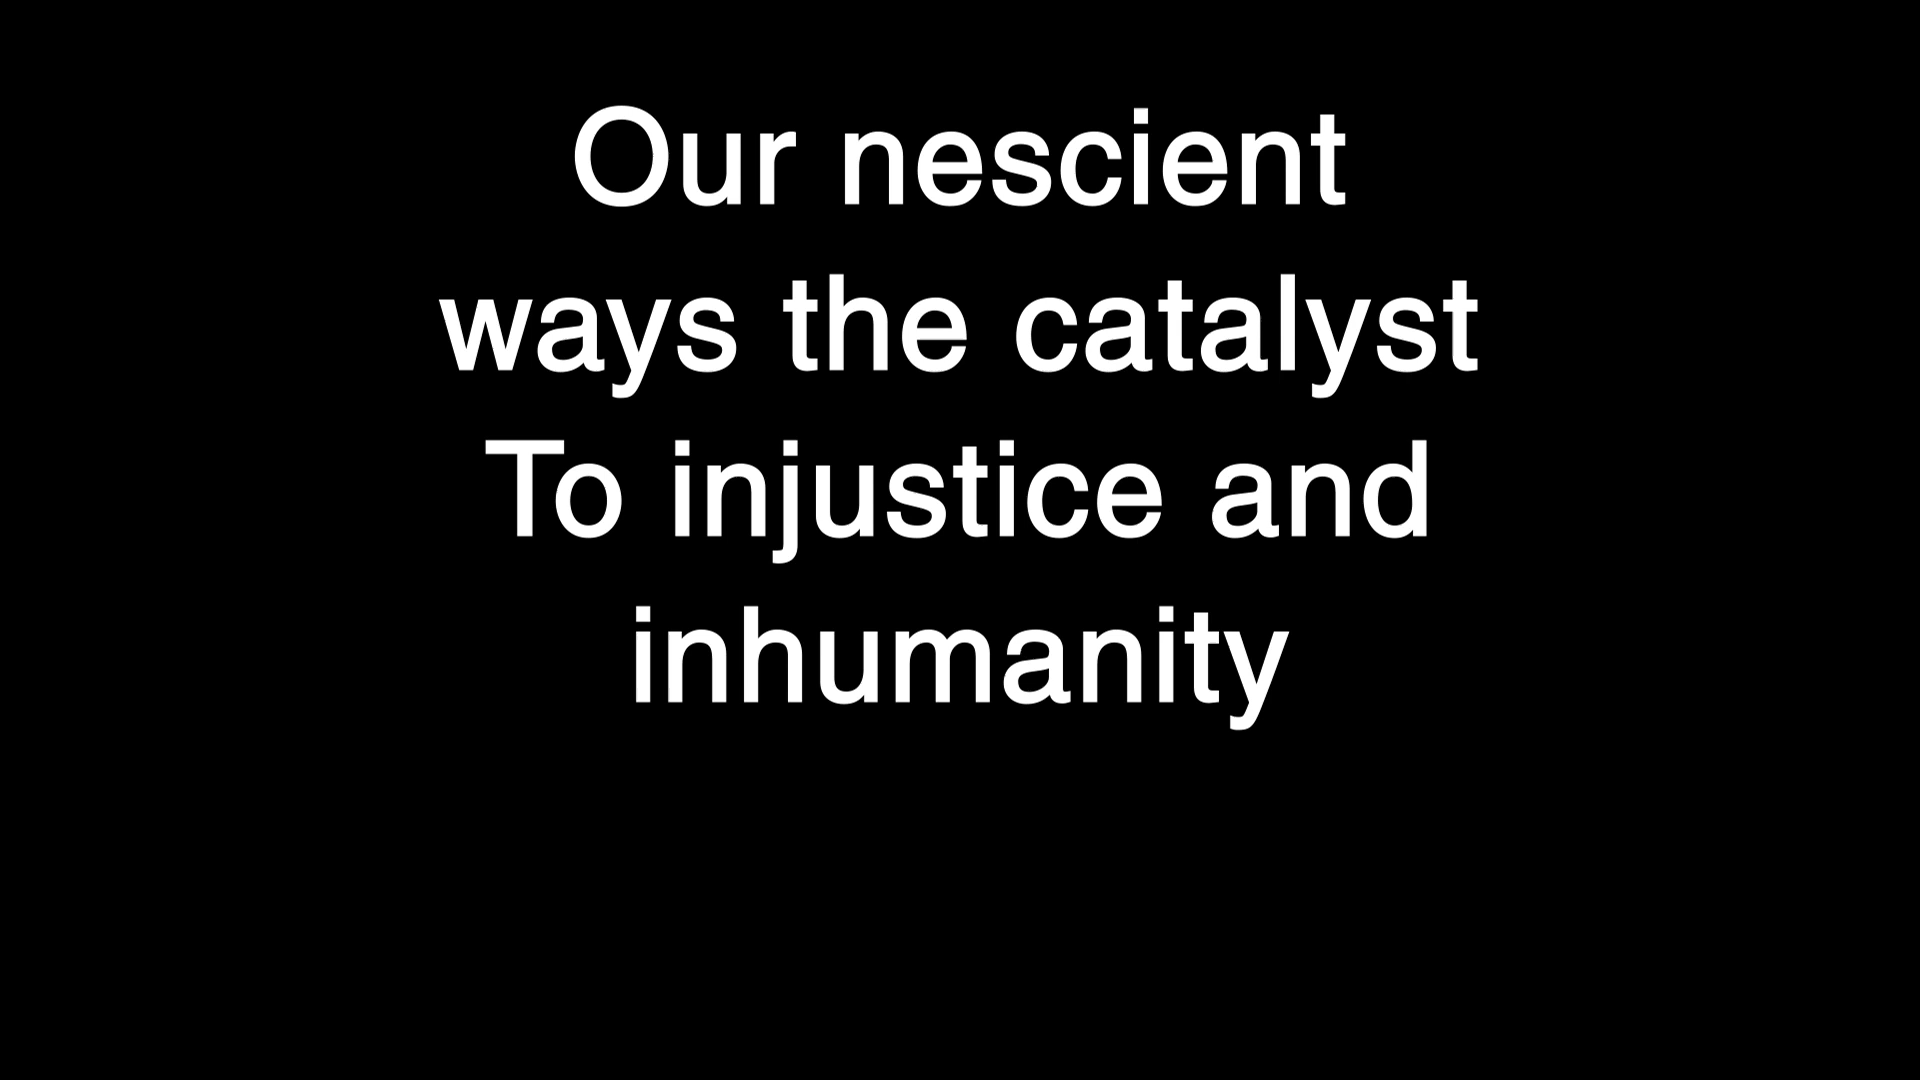 Our nescient
ways the catalyst
To injustice and
inhumanity